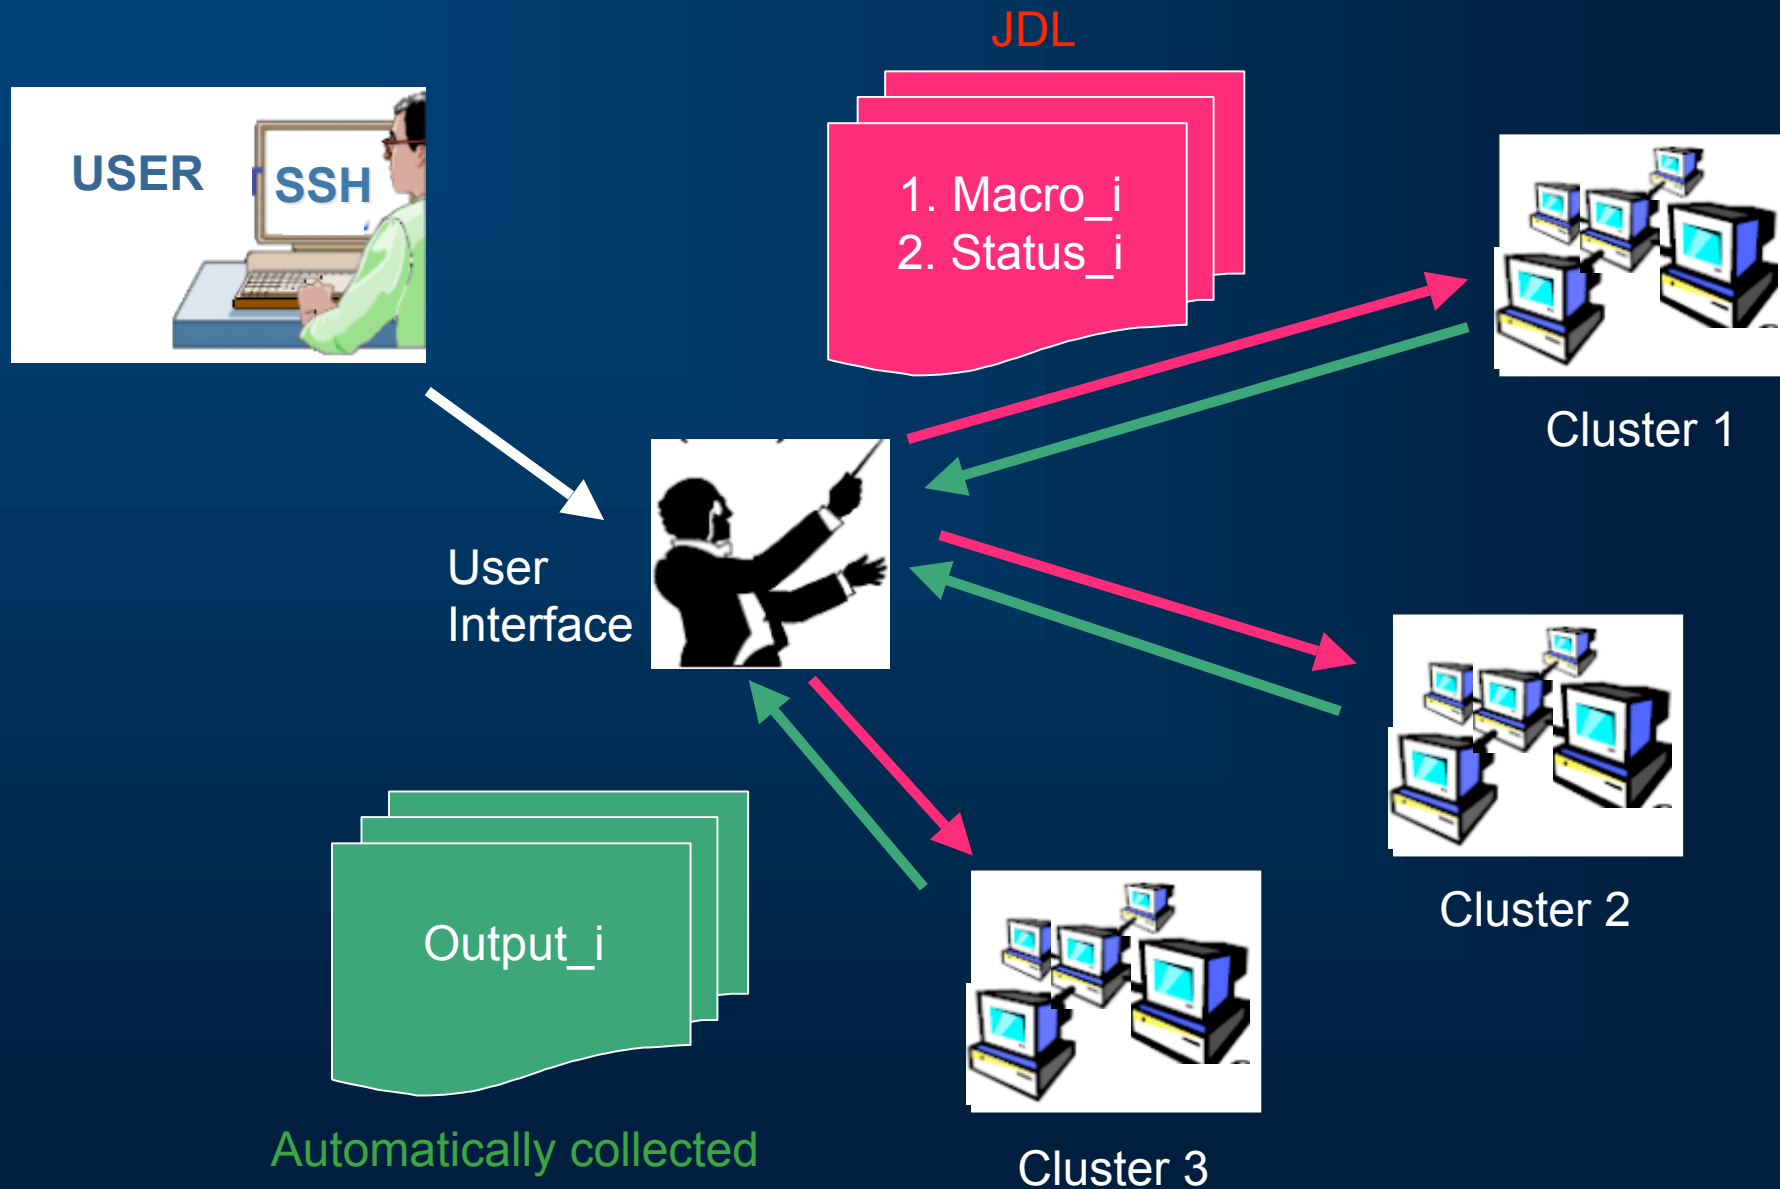 JDL
USER
SSH
1. Macro_i
2. Status_i
Cluster 1
User
Interface
Cluster 2
Output_i
Automatically collected
Cluster 3